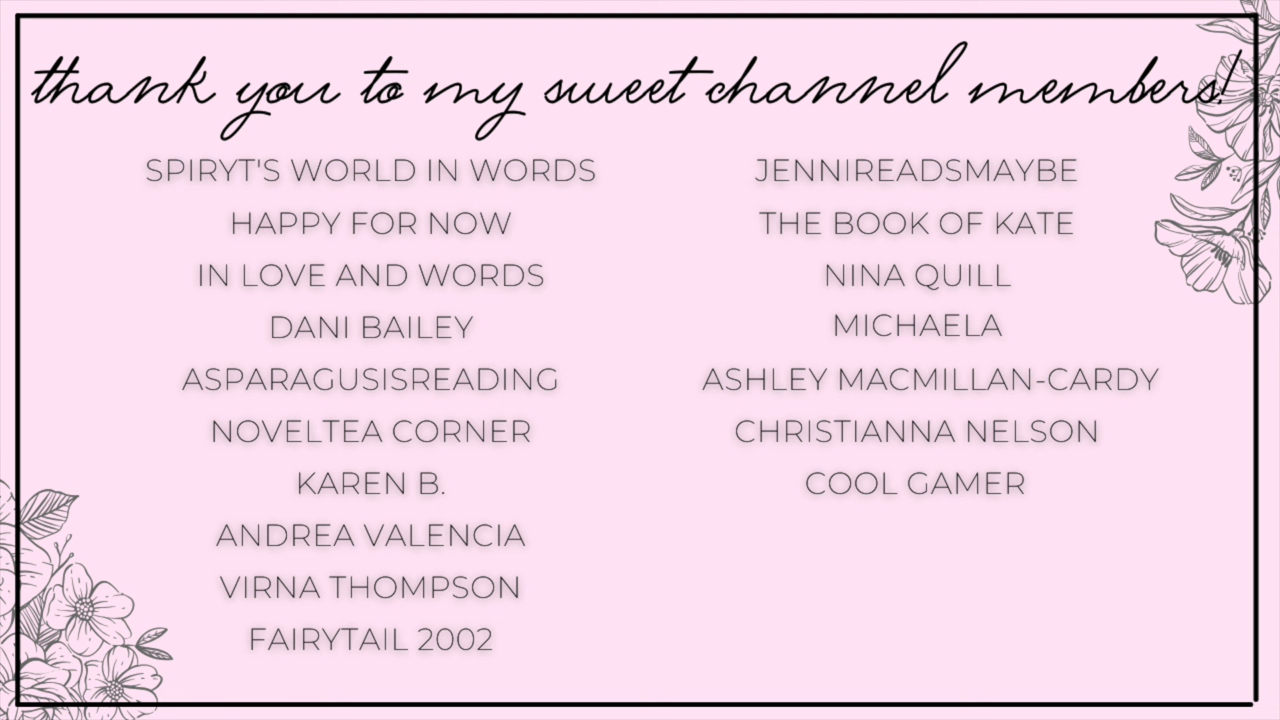 thank you to my sweet channel members!
SPIRYT'S WORLD IN WORDS
HAPPY FOR NOW
IN LOVE AND WORDS
DANI BAILEY
ASPARAGUSISREADING
NOVELTEA CORNER
KAREN B.
ANDREA VALENCIA
VIRNA THOMPSON
FAIRYTAIL 2002
JENNIREADSMAYBE
THE BOOK OF KATE
NINA QUILL
MICHAELA
ASHLEY MACMILLAN-CARDY
CHRISTIANNA NELSON
COOL GAMER